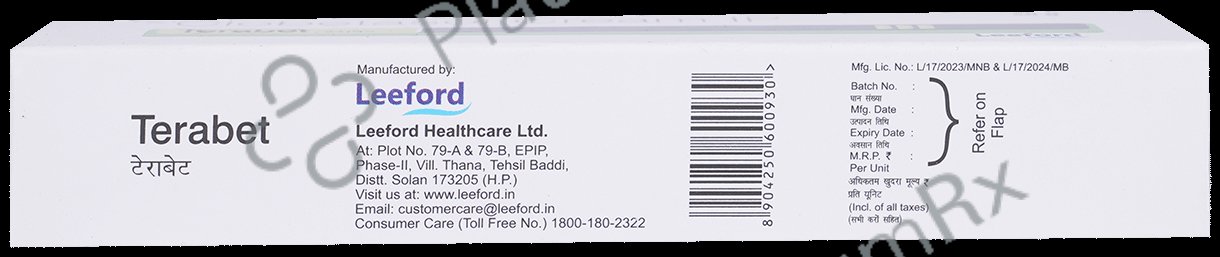 Terabet
Leeford
Terabet
टेराबेट
Manufactured by:
Leeford
Leeford Healthcare Ltd.
At: Plot No. 79-A & 79-B, EPIP,
Phase-II, Vill. Thana, Tehsil Baddi,
Distt. Solan 173205 (H.P.)
Visit us at: www.leeford.in
Email: customercare@leeford.in
Consumer Care (Toll Free No.) 1800-180-2322
8 904250 600930 >
Mfg. Lic. No.: L/17/2023/MNB & L/17/2024/MB
Batch No. :
घान संख्या
Mfg. Date :
उत्पादन तिथि
Expiry Date :
अवसान तिथि
M.R.P. ₹ :
Per Unit
अधिकतम खुदरा मूल्य ₹
प्रति यूनिट
(Incl. of all taxes)
(सभी करों सहित)
Refer on
Flap